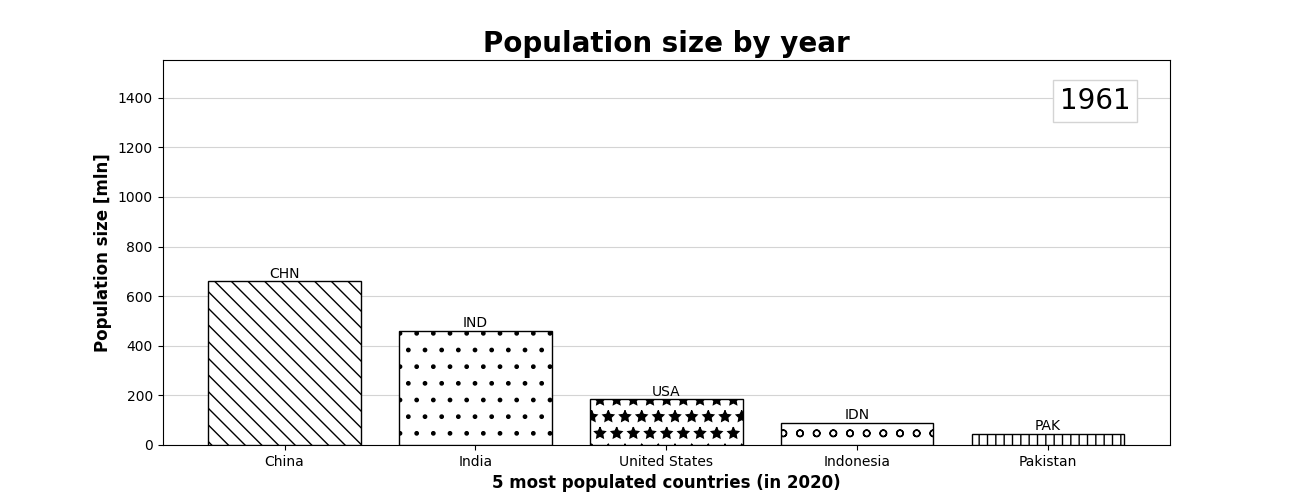 Population size by year
1961
Population size [mln]
1400
1200
1000
800
600
400
200
0
CHN
IND
USA
IDN
PAK
China
India
United States
Indonesia
Pakistan
5 most populated countries (in 2020)